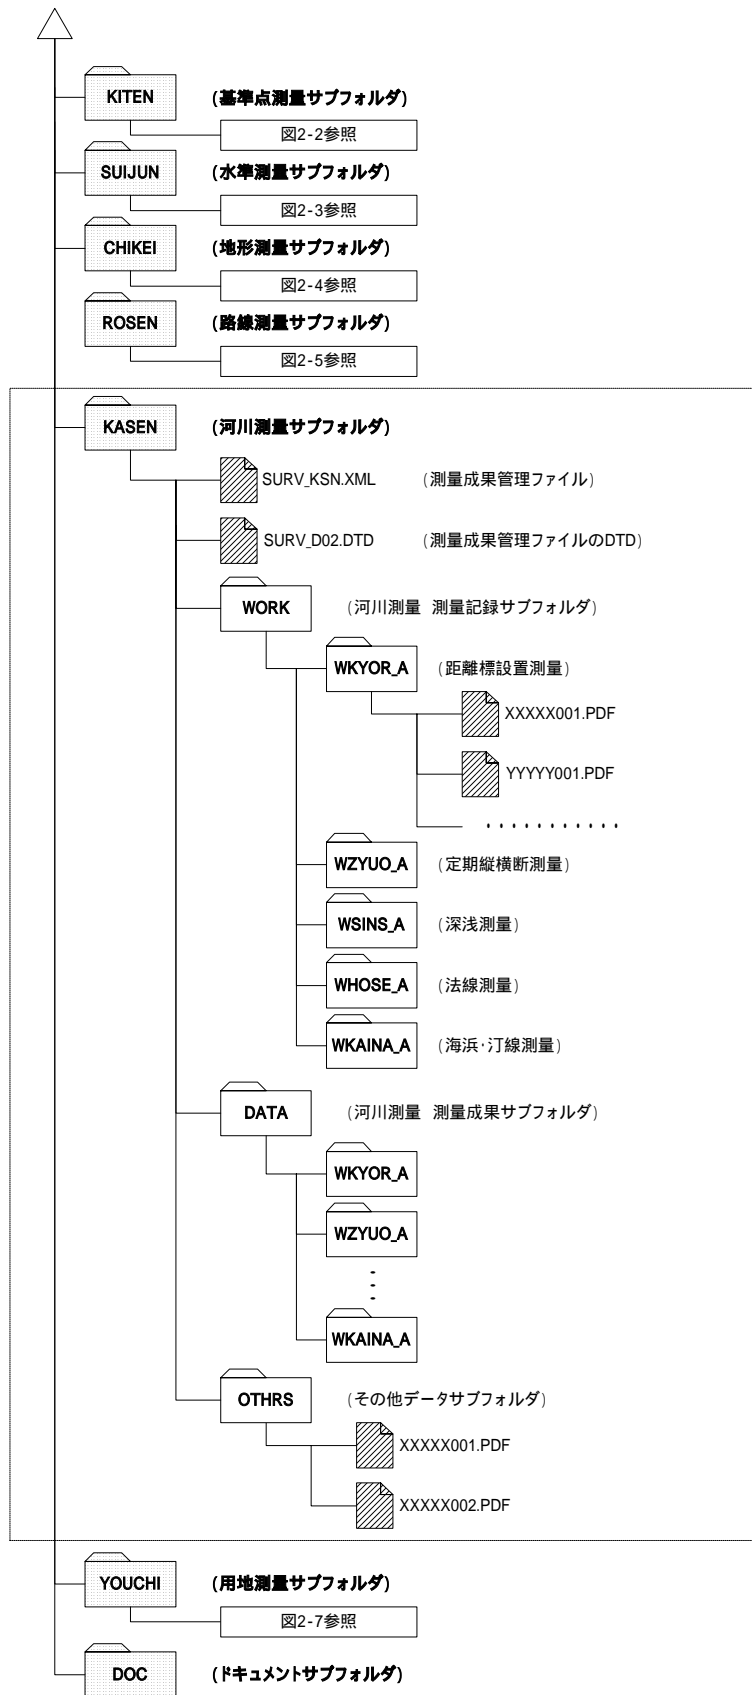 KITEN (基準点測量サブフォルダ)
図2-2参照
SUIJUN (水準測量サブフォルダ)
図2-3参照
CHIKEI (地形測量サブフォルダ)
図2-4参照
ROSEN (路線測量サブフォルダ)
図2-5参照
KASEN (河川測量サブフォルダ)
SURV_KSN.XML (測量成果管理ファイル)
SURV_D02.DTD (測量成果管理ファイルのDTD)
WORK (河川測量 測量記録サブフォルダ)
WKYOR_A (距離標設置測量)
XXXXX001.PDF
YYYYY001.PDF
・・・・・・・・・・・
WZYUO_A (定期縦横断測量)
WSINS_A (深浅測量)
WHOSE_A (法線測量)
WKAINA_A (海浜・汀線測量)
DATA (河川測量 測量成果サブフォルダ)
WKYOR_A
WZYUO_A
WKAINA_A
OTHRS (その他データサブフォルダ)
XXXXX001.PDF
XXXXX002.PDF
YOUCHI (用地測量サブフォルダ)
図2-7参照
DOC (ドキュメントサブフォルダ)